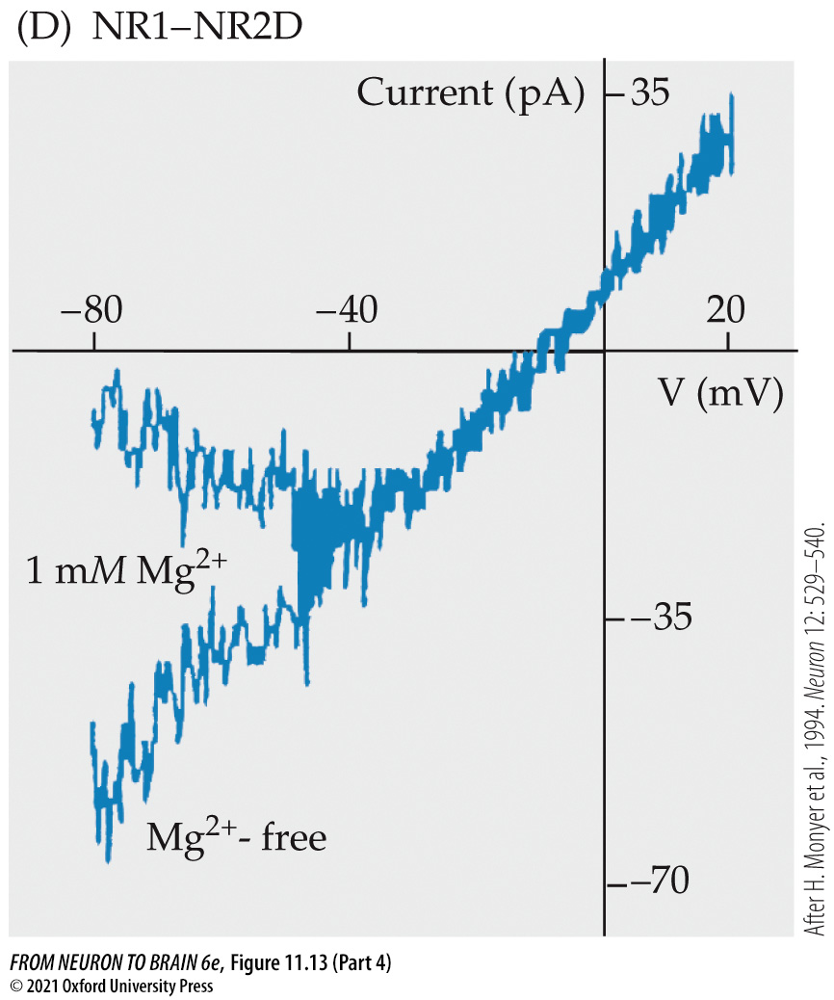 (D) NR1–NR2D
Current (pA)
35
–80
–40
20
V (mV)
1 mM Mg²⁺
–35
Mg²⁺- free
–70
After H. Monyer et al., 1994. Neuron 12: 529–540.
FROM NEURON TO BRAIN 6e, Figure 11.13 (Part 4)
© 2021 Oxford University Press